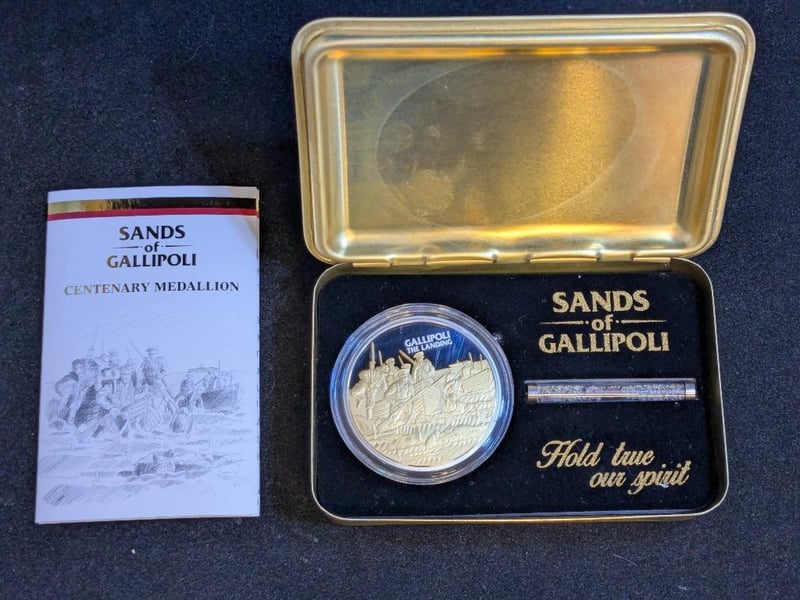 SANDS
of
GALLIPOLI
CENTENARY MEDALLION
GALLIPOLI
THE LANDING
SANDS
of
GALLIPOLI
Hold true
our spirit